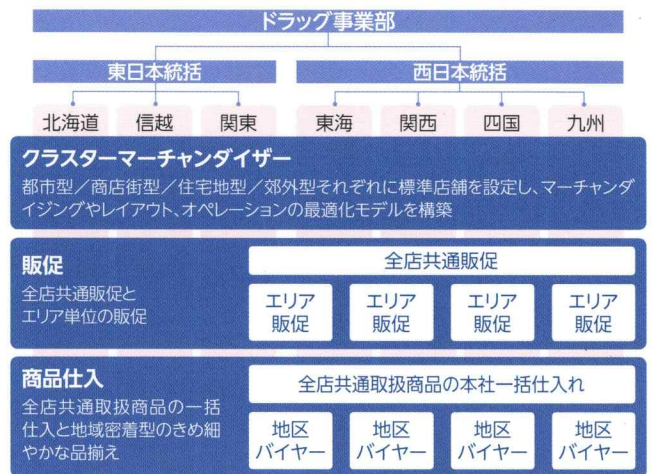 ドラッグ事業部
東日本統括 西日本統括
北海道 信越 関東 東海 関西 四国 九州
クラスターマーチャンダイザー
都市型／商店街型／住宅地型／郊外型それぞれに標準店舗を設定し、マーチャンダ
イジングやレイアウト、オペレーションの最適化モデルを構築
販促
全店共通販促と
エリア単位の販促
全店共通販促
エリア 販促
エリア 販促
エリア 販促
エリア 販促
商品仕入
全店共通取扱商品の一括
仕入と地域密着型のきめ細
やかな品揃え
全店共通取扱商品の本社一括仕入れ
地区 バイヤー
地区 バイヤー
地区 バイヤー
地区 バイヤー